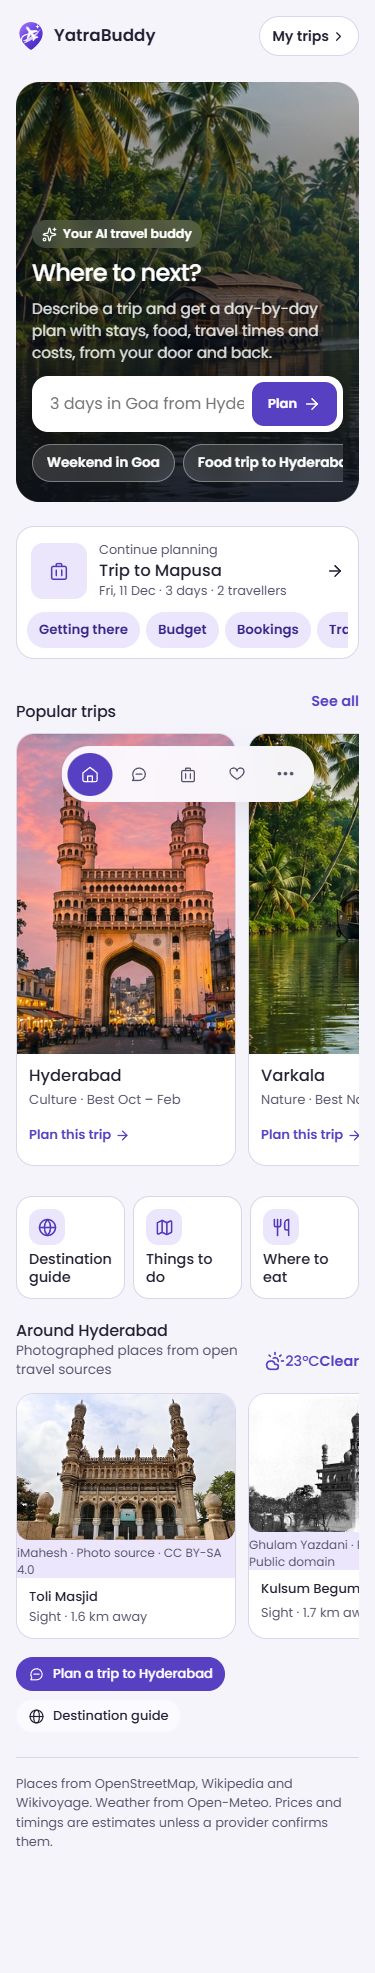 YatraBuddy
My trips
Your AI travel buddy
Where to next?
Describe a trip and get a day-by-day
plan with stays, food, travel times and
costs, from your door and back.
3 days in Goa from Hyde
Plan
Weekend in Goa
Food trip to Hyderaba
Continue planning
Trip to Mapusa
Fri, 11 Dec · 3 days · 2 travellers
Getting there
Budget
Bookings
Tra
See all
Popular trips
Hyderabad
Culture · Best Oct – Feb
Plan this trip
Varkala
Nature · Best No
Plan this trip
Destination
guide
Things to
do
Where to
eat
Around Hyderabad
Photographed places from open
travel sources
23°C Clear
iMahesh · Photo source · CC BY-SA
4.0
Toli Masjid
Sight · 1.6 km away
Ghulam Yazdani ·
Public domain
Kulsum Begum
Sight · 1.7 km aw
Plan a trip to Hyderabad
Destination guide
Places from OpenStreetMap, Wikipedia and
Wikivoyage. Weather from Open-Meteo. Prices and
timings are estimates unless a provider confirms
them.